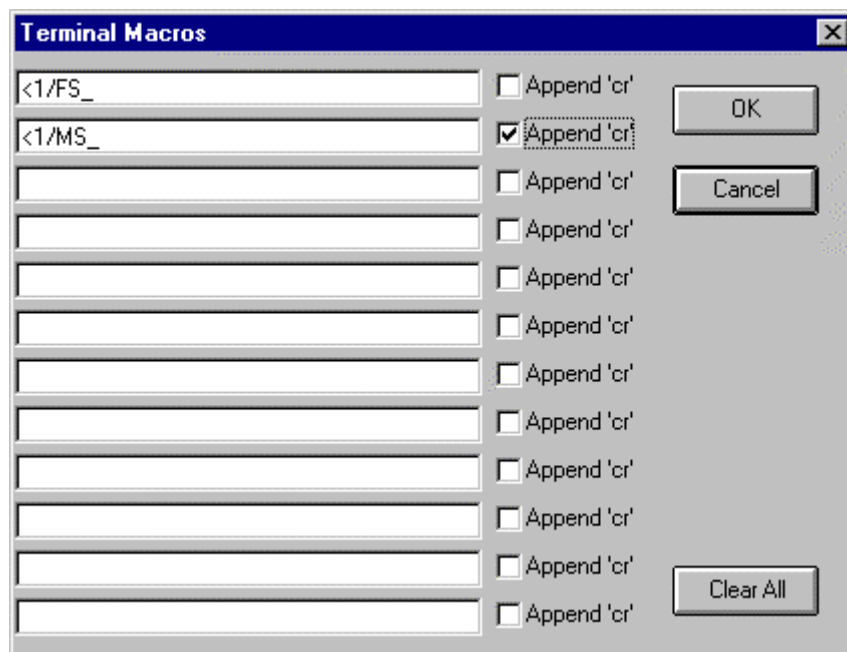 Terminal Macros
<1/FS_ Append 'cr' OK
<1/MS_ Append 'cr'
Append 'cr' Cancel
Append 'cr'
Append 'cr'
Append 'cr'
Append 'cr'
Append 'cr'
Append 'cr'
Append 'cr'
Append 'cr' Clear All
Append 'cr'